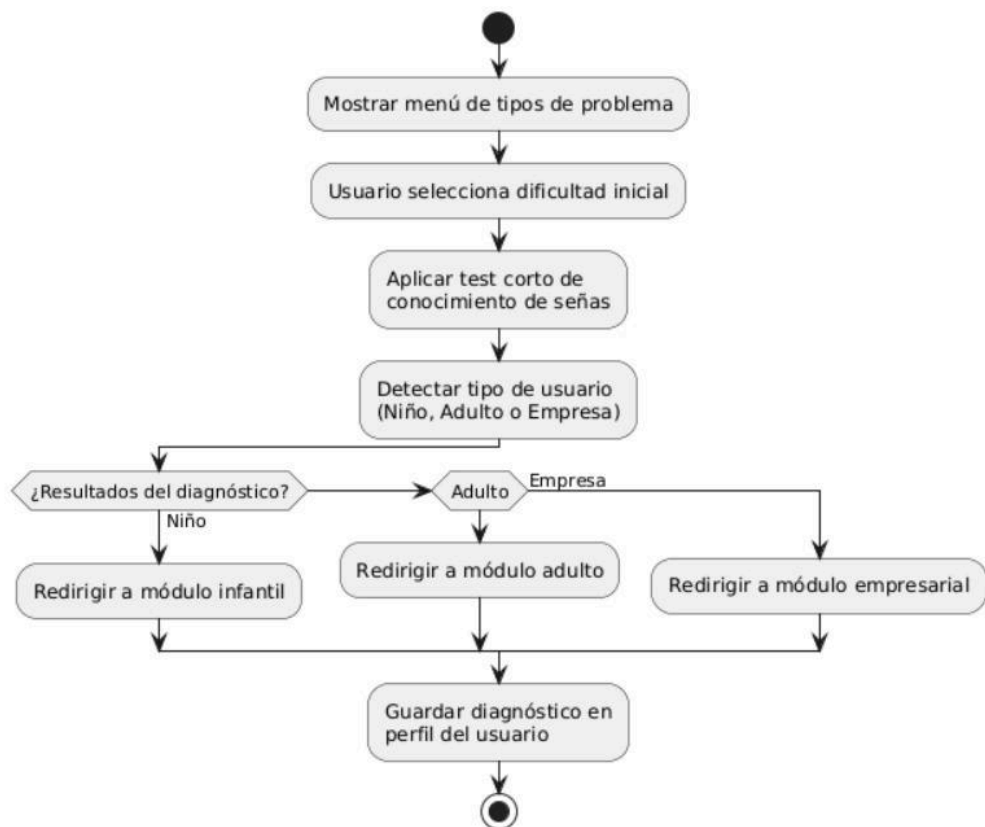 Mostrar menú de tipos de problema
Usuario selecciona dificultad inicial
Aplicar test corto de
conocimiento de señas
Detectar tipo de usuario
(Niño, Adulto o Empresa)
¿Resultados del diagnóstico?
Adulto
Empresa
Niño
Redirigir a módulo infantil
Redirigir a módulo adulto
Redirigir a módulo empresarial
Guardar diagnóstico en
perfil del usuario